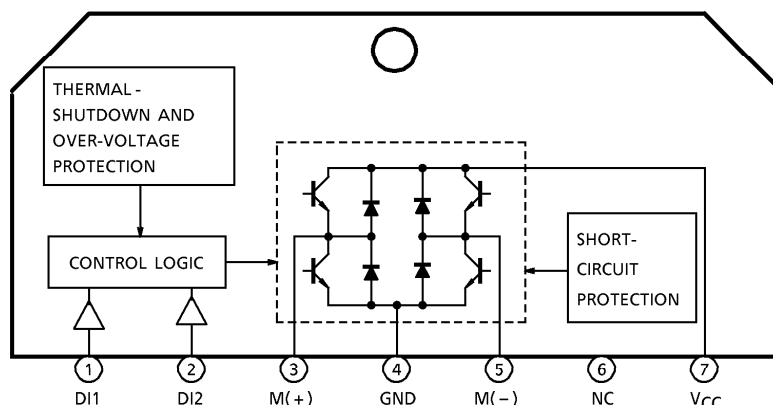 THERMAL-
SHUTDOWN AND
OVER-VOLTAGE
PROTECTION
CONTROL LOGIC
SHORT-
CIRCUIT
PROTECTION
1 2 3 4 5 6 7
DI1 DI2 M(+) GND M(−) NC VCC